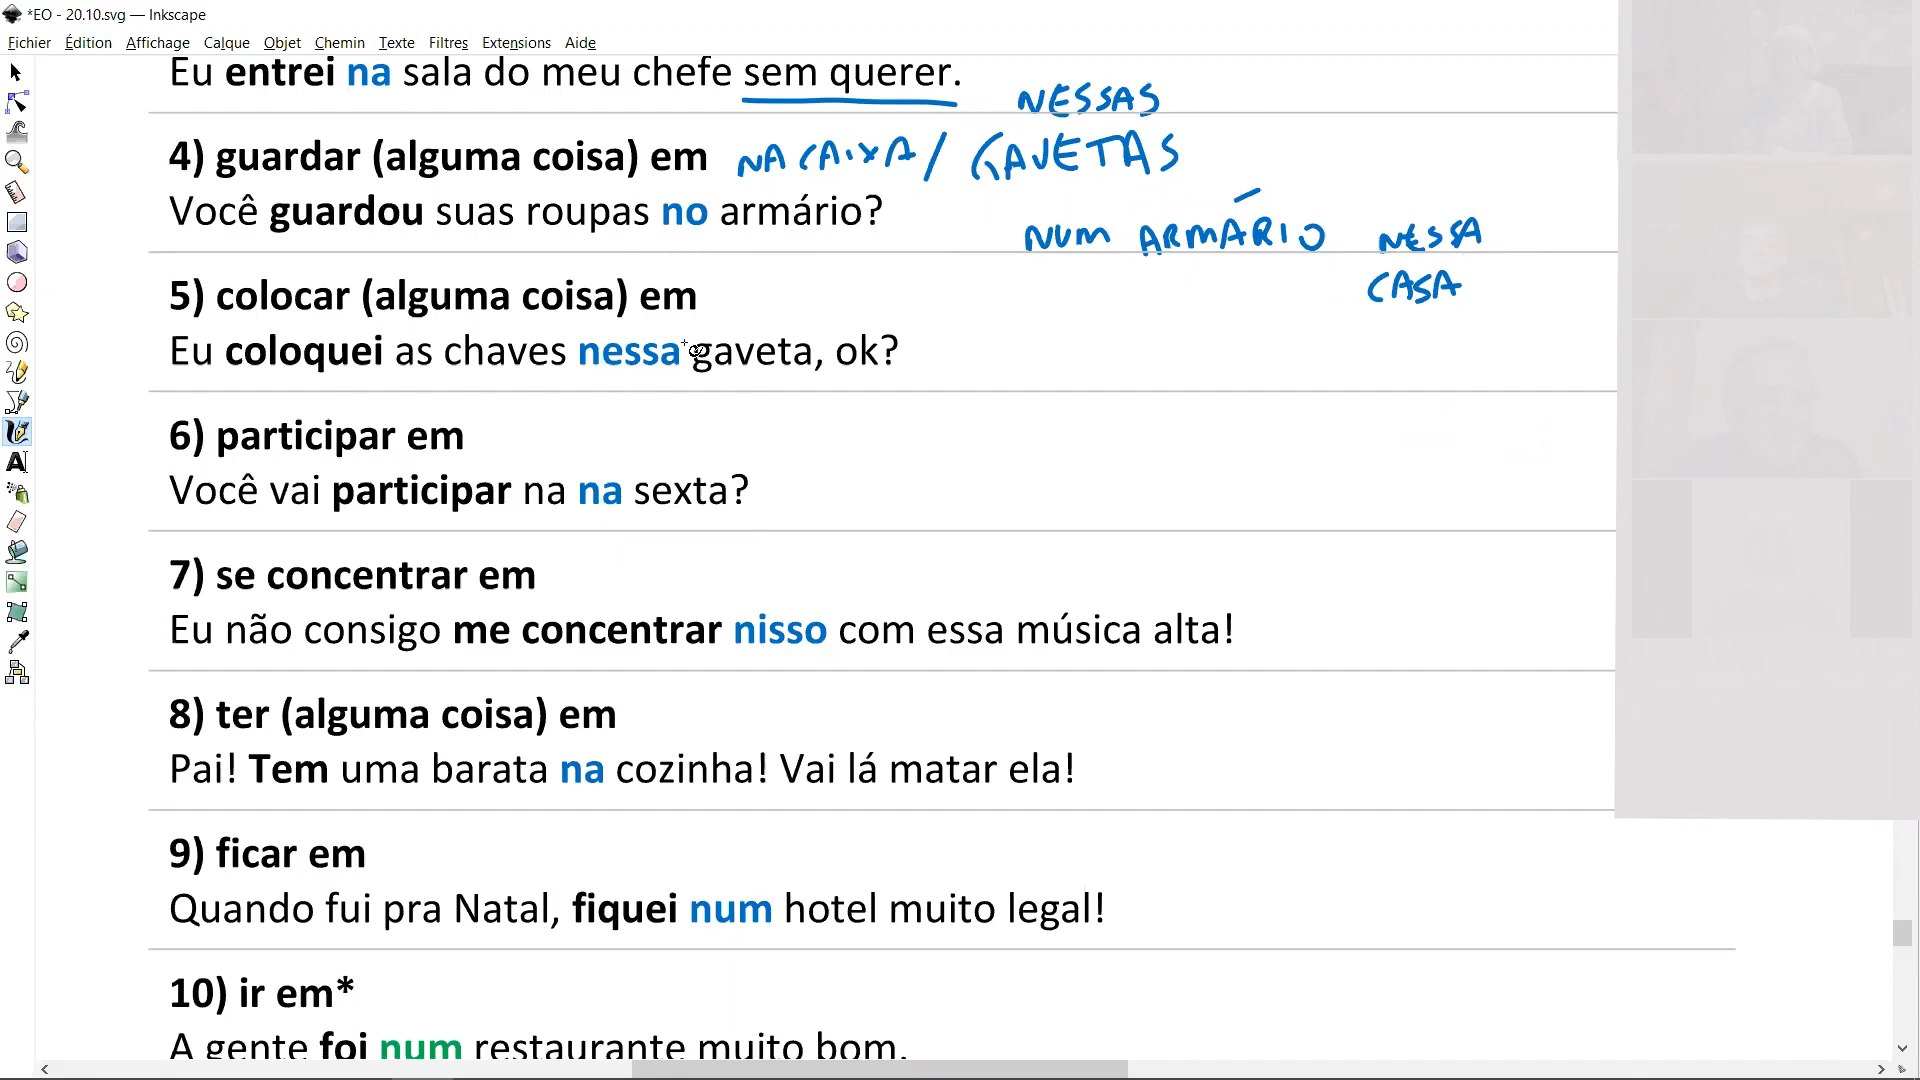 *EO - 20.10.svg — Inkscape
Fichier Édition Affichage Calque Objet Chemin Texte Filtres Extensions Aide
Eu entrei na sala do meu chefe sem querer.
NESSAS
4) guardar (alguma coisa) em NA CAIXA / GAVETAS
Você guardou suas roupas no armário?
NUM ARMÁRIO NESSA
CASA
5) colocar (alguma coisa) em
Eu coloquei as chaves nessa gaveta, ok?
6) participar em
Você vai participar na na sexta?
7) se concentrar em
Eu não consigo me concentrar nisso com essa música alta!
8) ter (alguma coisa) em
Pai! Tem uma barata na cozinha! Vai lá matar ela!
9) ficar em
Quando fui pra Natal, fiquei num hotel muito legal!
10) ir em*
A gente foi num restaurante muito bom.